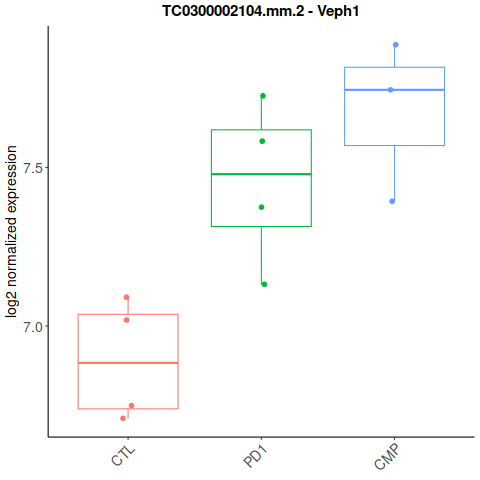 TC0300002104.mm.2 - Veph1
log2 normalized expression
7.5
7.0
CTL
PD1
CMP